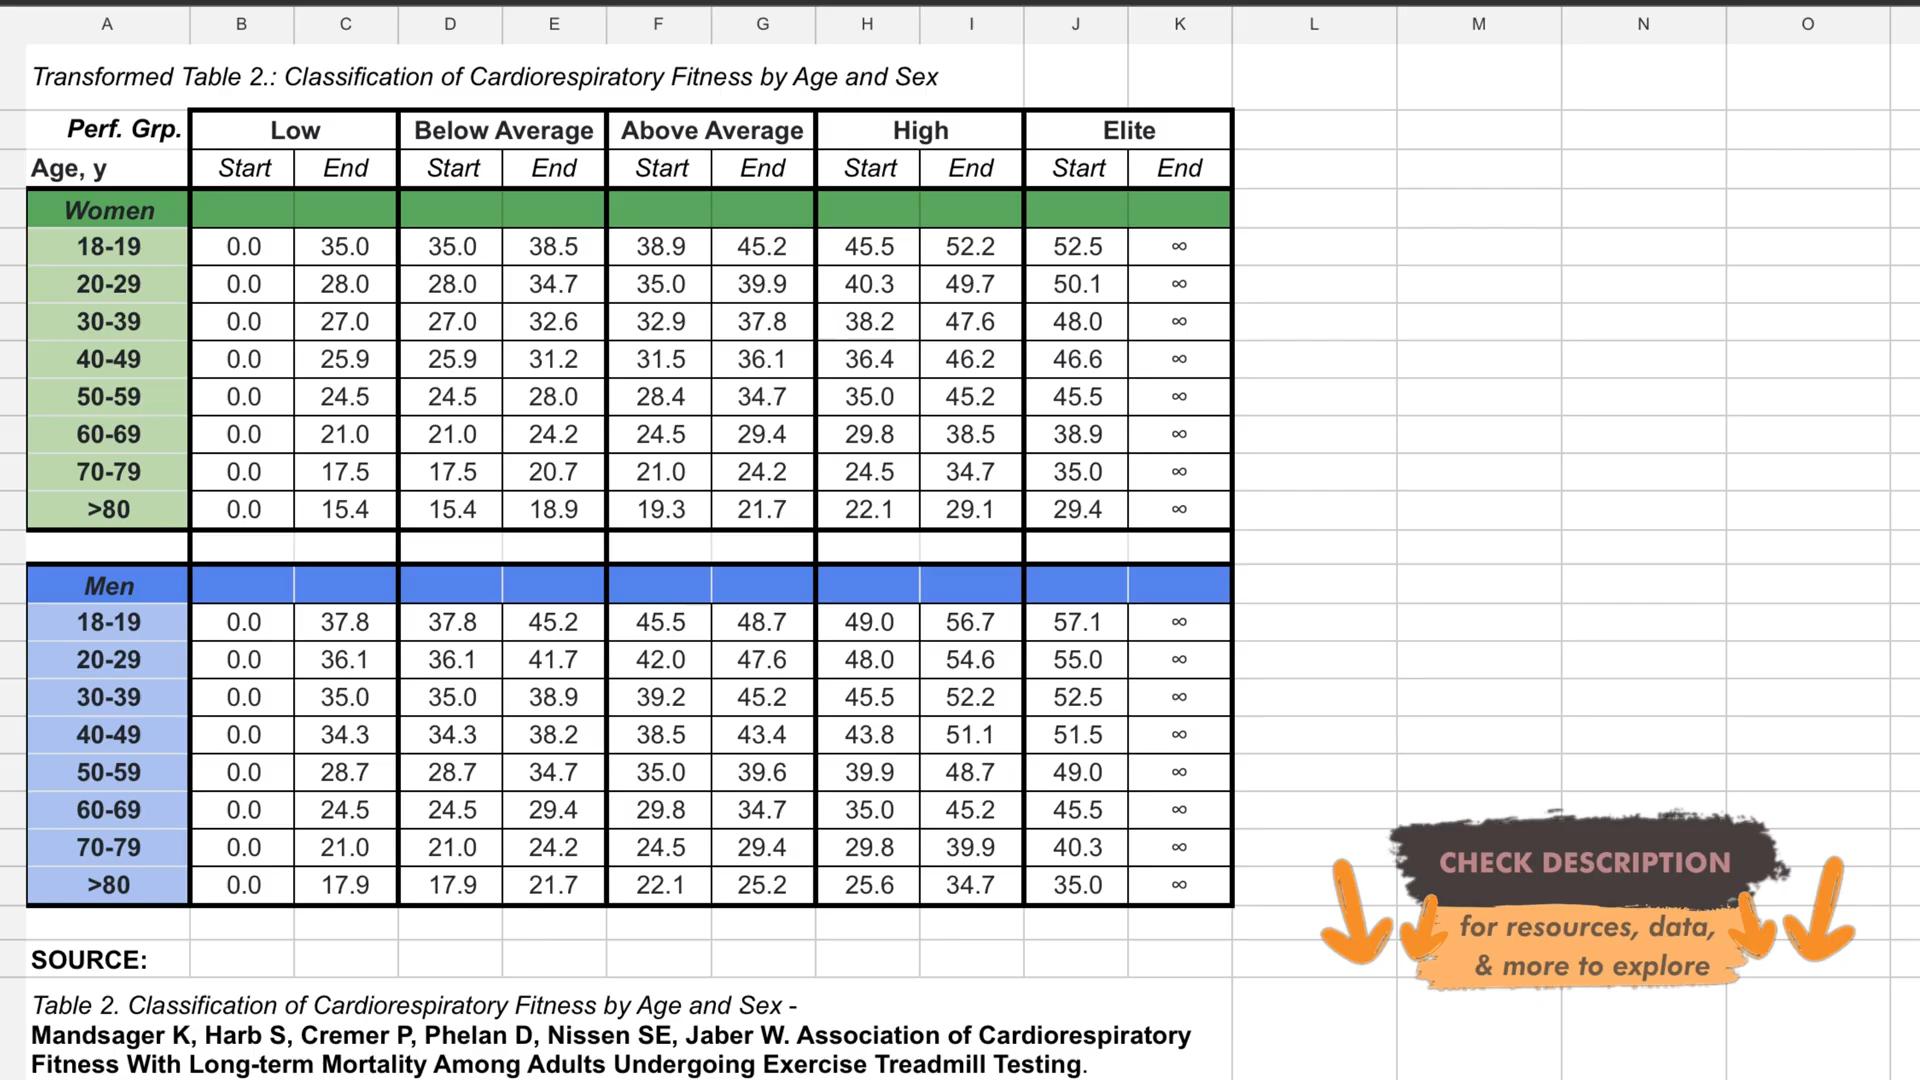 A B C D E F G H I J K L M N O
Transformed Table 2.: Classification of Cardiorespiratory Fitness by Age and Sex
Perf. Grp. Low Below Average Above Average High Elite
Age, y Start End Start End Start End Start End Start End
Women
18-19 0.0 35.0 35.0 38.5 38.9 45.2 45.5 52.2 52.5 ∞
20-29 0.0 28.0 28.0 34.7 35.0 39.9 40.3 49.7 50.1 ∞
30-39 0.0 27.0 27.0 32.6 32.9 37.8 38.2 47.6 48.0 ∞
40-49 0.0 25.9 25.9 31.2 31.5 36.1 36.4 46.2 46.6 ∞
50-59 0.0 24.5 24.5 28.0 28.4 34.7 35.0 45.2 45.5 ∞
60-69 0.0 21.0 21.0 24.2 24.5 29.4 29.8 38.5 38.9 ∞
70-79 0.0 17.5 17.5 20.7 21.0 24.2 24.5 34.7 35.0 ∞
>80 0.0 15.4 15.4 18.9 19.3 21.7 22.1 29.1 29.4 ∞
Men
18-19 0.0 37.8 37.8 45.2 45.5 48.7 49.0 56.7 57.1 ∞
20-29 0.0 36.1 36.1 41.7 42.0 47.6 48.0 54.6 55.0 ∞
30-39 0.0 35.0 35.0 38.9 39.2 45.2 45.5 52.2 52.5 ∞
40-49 0.0 34.3 34.3 38.2 38.5 43.4 43.8 51.1 51.5 ∞
50-59 0.0 28.7 28.7 34.7 35.0 39.6 39.9 48.7 49.0 ∞
60-69 0.0 24.5 24.5 29.4 29.8 34.7 35.0 45.2 45.5 ∞
70-79 0.0 21.0 21.0 24.2 24.5 29.4 29.8 39.9 40.3 ∞
>80 0.0 17.9 17.9 21.7 22.1 25.2 25.6 34.7 35.0 ∞
CHECK DESCRIPTION
for resources, data,
& more to explore
SOURCE:
Table 2. Classification of Cardiorespiratory Fitness by Age and Sex -
Mandsager K, Harb S, Cremer P, Phelan D, Nissen SE, Jaber W. Association of Cardiorespiratory
Fitness With Long-term Mortality Among Adults Undergoing Exercise Treadmill Testing.